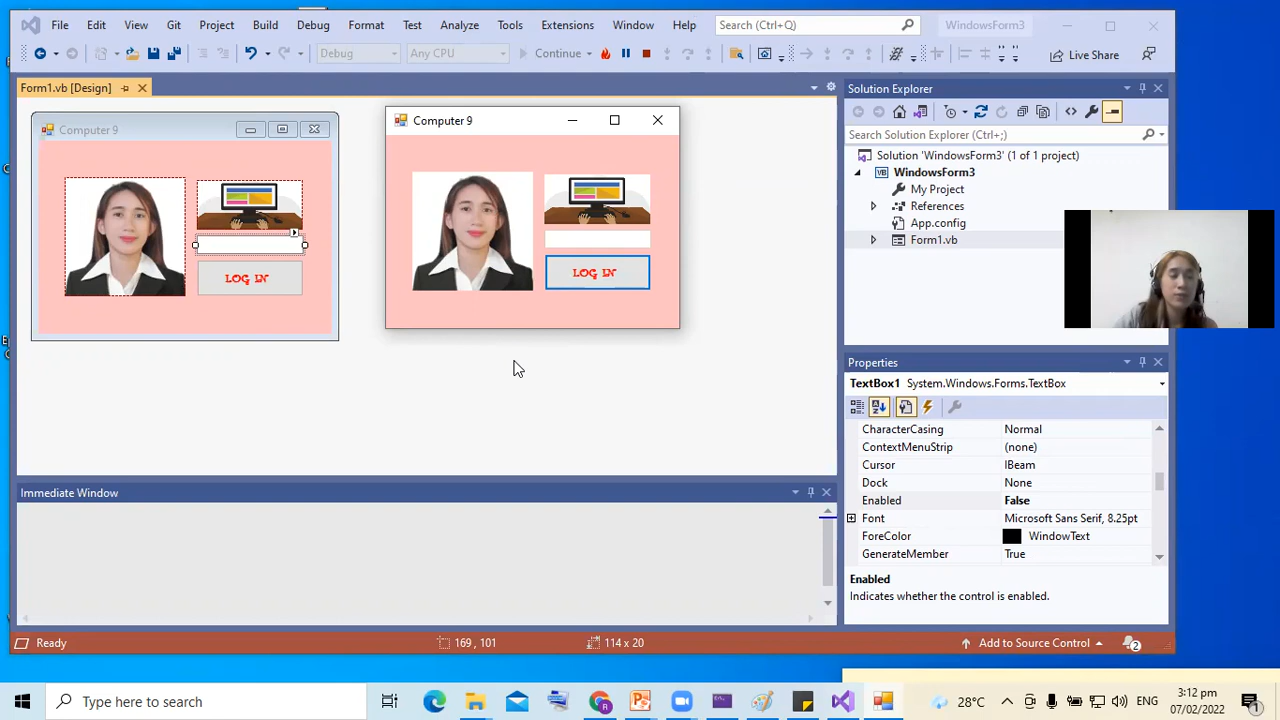 File Edit View Git Project Build Debug Format Test Analyze Tools Extensions Window Help Search (Ctrl+Q) WindowsForm3
Debug Any CPU Continue Live Share
Form1.vb [Design]
Computer 9
LOG IN
Computer 9
LOG IN
Solution Explorer
Search Solution Explorer (Ctrl+;)
Solution 'WindowsForm3' (1 of 1 project)
VB WindowsForm3
My Project
References
App.config
Form1.vb
Properties
TextBox1 System.Windows.Forms.TextBox
CharacterCasing Normal
ContextMenuStrip (none)
Cursor IBeam
Dock None
Enabled False
Font Microsoft Sans Serif, 8.25pt
ForeColor WindowText
GenerateMember True
Enabled
Indicates whether the control is enabled.
Immediate Window
Ready 169 , 101 114 x 20 Add to Source Control 2
Type here to search 28°C ENG 3:12 pm
07/02/2022 1